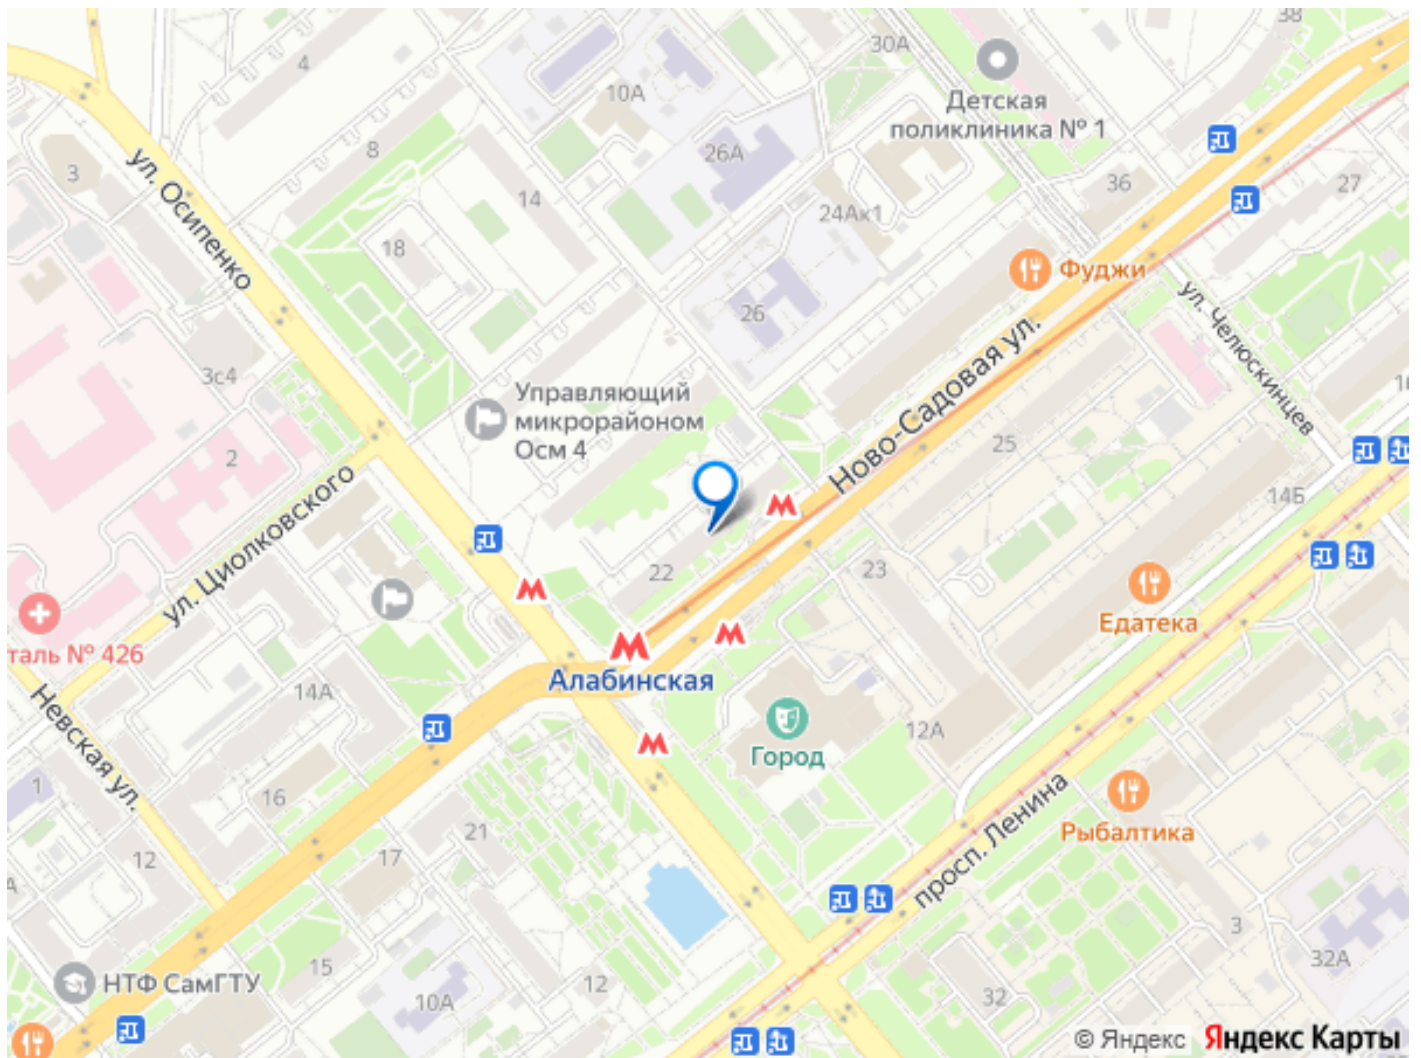 38
30А
4
10А
Детская
поликлиника № 1
8
26А
3
ул. Осипенко
14
36
27
24Ак1
18
Фуджи
26
ул. Челюскинцев
Ново-Садовая ул.
3с4
Управляющий
микрорайоном
Осм 4
16
25
2
14Б
ул. Циолковского
22
23
Едатека
таль № 426
Алабинская
14А
Невская ул.
12А
Город
1
16
просп. Ленина
Рыбалтика
21
17
12
А
3
15
12
32А
НТФ СамГТУ
10А
32
© Яндекс Яндекс Карты